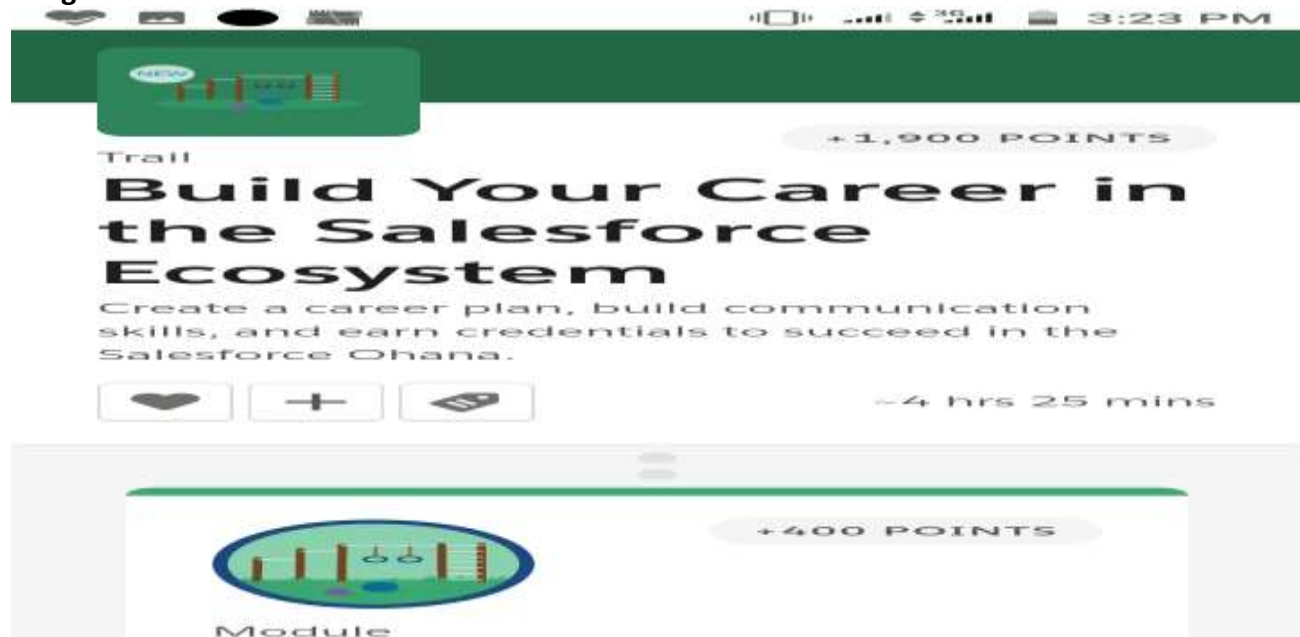 3G 3:23 PM
NEW
+1,900 POINTS
Trail
Build Your Career in
the Salesforce
Ecosystem
Create a career plan, build communication
skills, and earn credentials to succeed in the
Salesforce Ohana.
~4 hrs 25 mins
+400 POINTS
Module